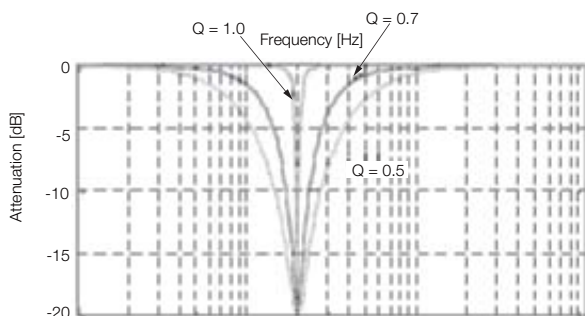 Q = 1.0
Q = 0.7
Frequency [Hz]
0
-5
Q = 0.5
-10
-15
-20
Attenuation [dB]